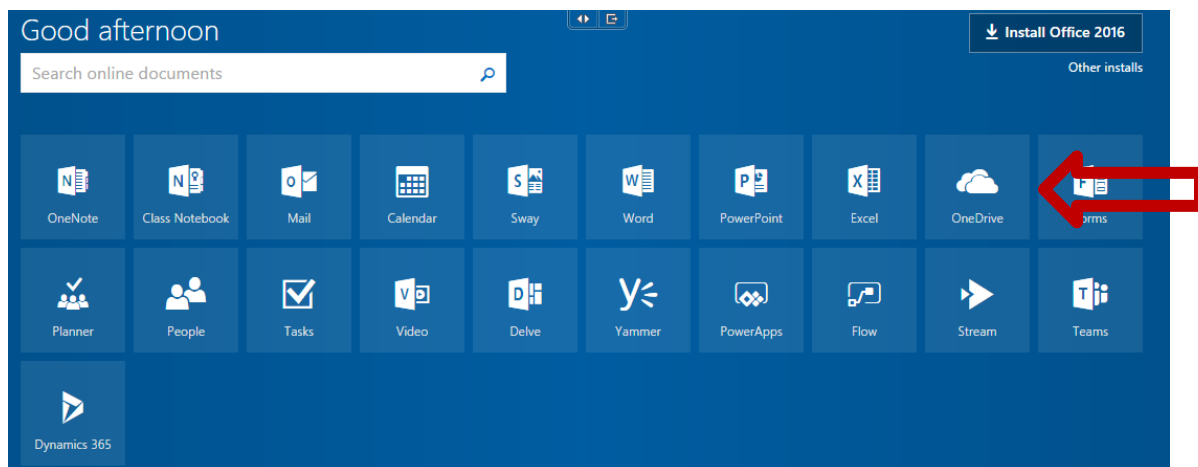 Good afternoon
Install Office 2016
Search online documents
Other installs
OneNote Class Notebook Mail Calendar Sway Word PowerPoint Excel OneDrive
Planner People Tasks Video Delve Yammer PowerApps Flow Stream Teams
Dynamics 365